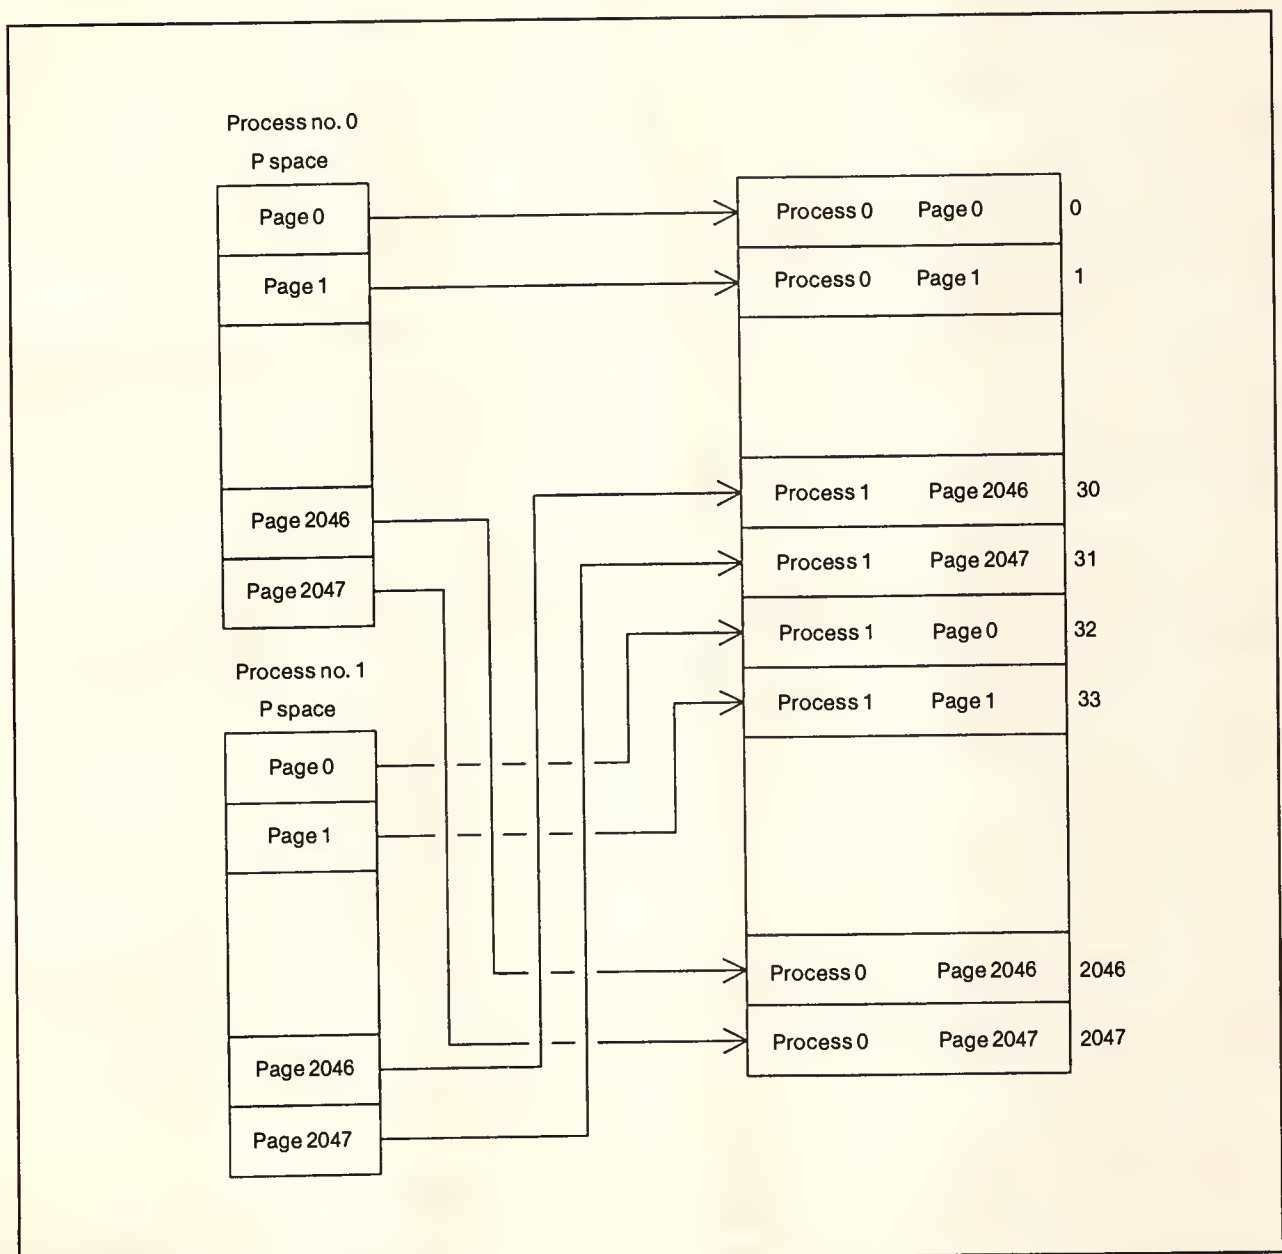 Process no. 0
P space
Page 0
Page 1
Page 2046
Page 2047
Process no. 1
P space
Page 0
Page 1
Page 2046
Page 2047
Process 0 Page 0 0
Process 0 Page 1 1
Process 1 Page 2046 30
Process 1 Page 2047 31
Process 1 Page 0 32
Process 1 Page 1 33
Process 0 Page 2046 2046
Process 0 Page 2047 2047